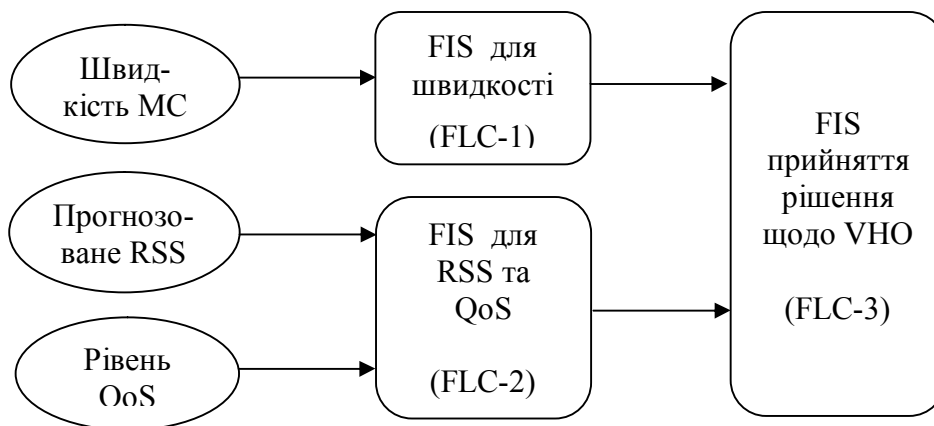 Швид-
кість МС
FIS для
швидкості
(FLC-1)
Прогнозо-
ване RSS
FIS для
RSS та
QoS
(FLC-2)
Рівень
QoS
FIS
прийняття
рішення
щодо VHO
(FLC-3)